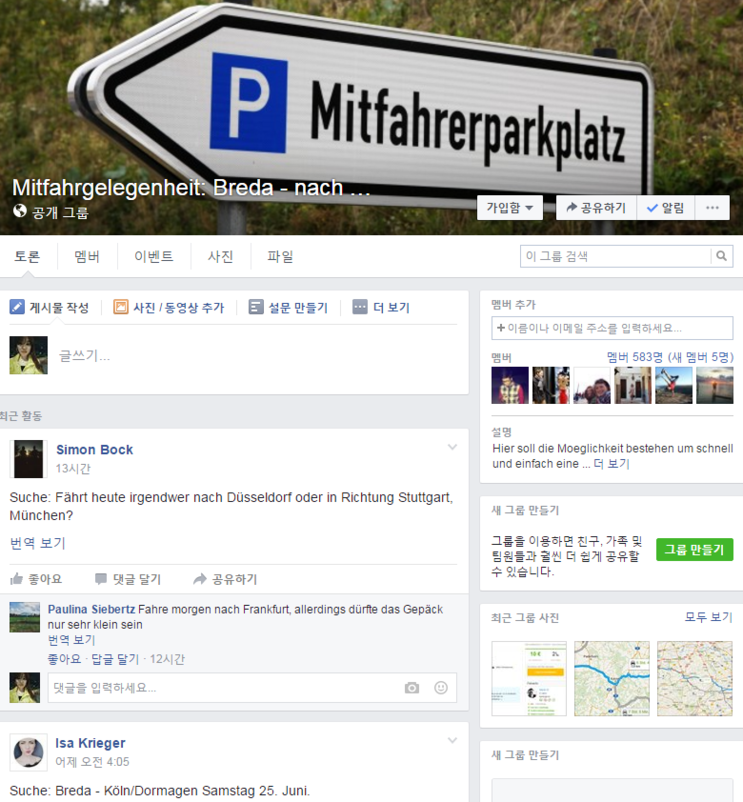 P Mitfahrerparkplatz
Mitfahrgelegenheit: Breda - nach ...
공개 그룹
가입함
공유하기
알림
토론 멤버 이벤트 사진 파일
이 그룹 검색
게시물 작성 사진 / 동영상 추가 설문 만들기 더 보기
글쓰기...
최근 활동
Simon Bock
13시간
Suche: Fährt heute irgendwer nach Düsseldorf oder in Richtung Stuttgart,
München?
번역 보기
좋아요 댓글 달기 공유하기
Paulina Siebertz Fahre morgen nach Frankfurt, allerdings dürfte das Gepäck
nur sehr klein sein
번역 보기
좋아요 · 답글 달기 · 12시간
댓글을 입력하세요...
Isa Krieger
어제 오전 4:05
Suche: Breda - Köln/Dormagen Samstag 25. Juni.
멤버 추가
+ 이름이나 이메일 주소를 입력하세요...
멤버 멤버 583명 (새 멤버 5명)
설명
Hier soll die Moeglichkeit bestehen um schnell
und einfach eine ... 더 보기
새 그룹 만들기
그룹을 이용하면 친구, 가족 및
팀원들과 훨씬 더 쉽게 공유할
수 있습니다.
그룹 만들기
최근 그룹 사진 모두 보기
새 그룹 만들기